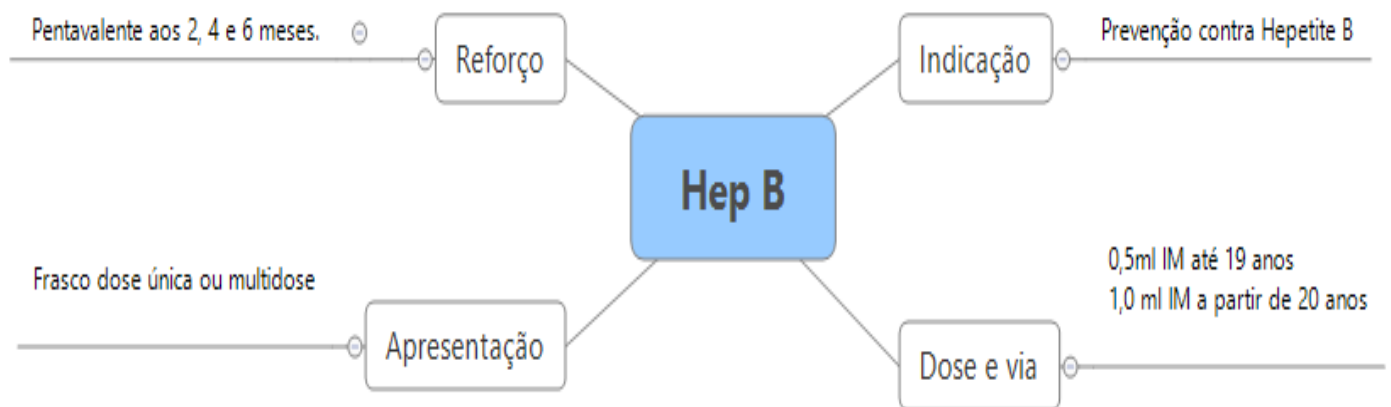 Pentavalente aos 2, 4 e 6 meses.
Reforço
Indicação
Prevenção contra Hepetite B
Hep B
Frasco dose única ou multidose
Apresentação
Dose e via
0,5ml IM até 19 anos
1,0 ml IM a partir de 20 anos